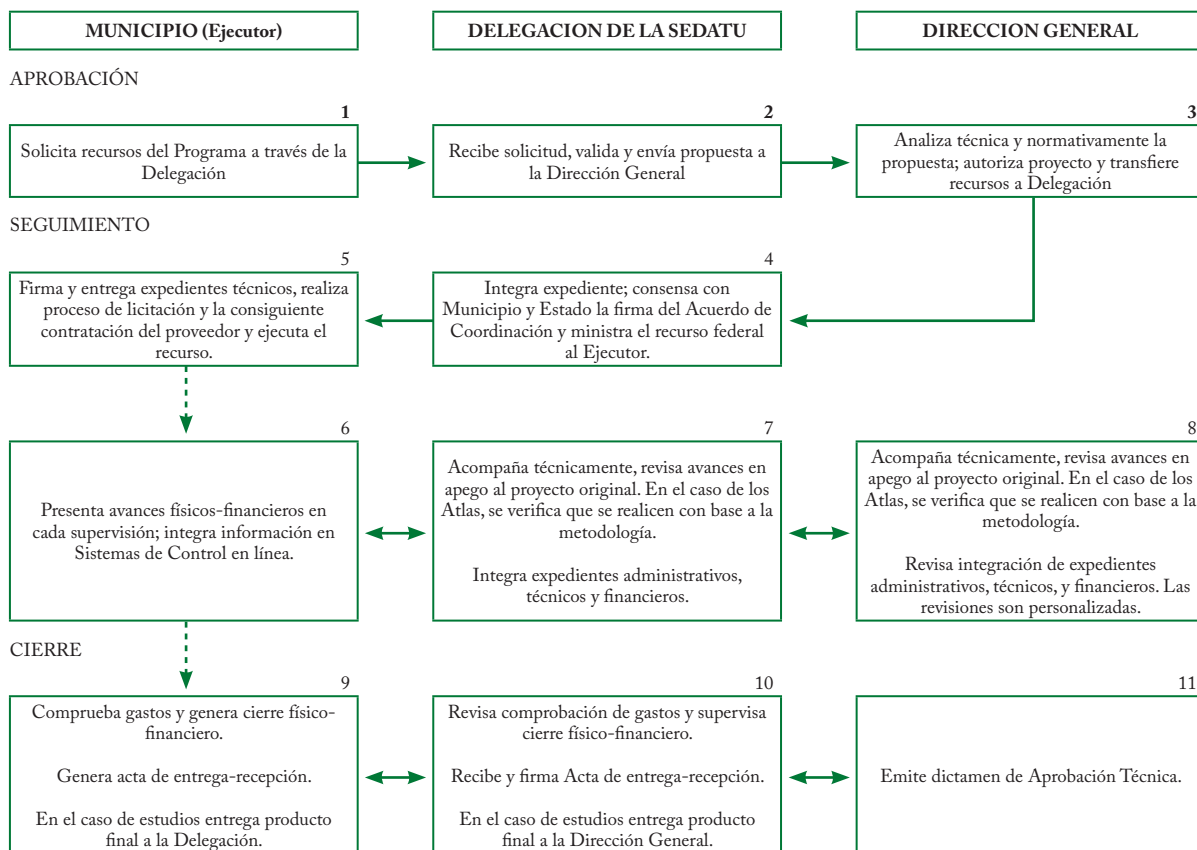 MUNICIPIO (Ejecutor)
DELEGACION DE LA SEDATU
DIRECCION GENERAL
APROBACIÓN
1
Solicita recursos del Programa a través de la
Delegación
2
Recibe solicitud, valida y envía propuesta a
la Dirección General
3
Analiza técnica y normativamente la
propuesta; autoriza proyecto y transfiere
recursos a Delegación
SEGUIMIENTO
5
Firma y entrega expedientes técnicos, realiza
proceso de licitación y la consiguiente
contratación del proveedor y ejecuta el
recurso.
4
Integra expediente; consensa con
Municipio y Estado la firma del Acuerdo de
Coordinación y ministra el recurso federal
al Ejecutor.
6
Presenta avances físicos-financieros en
cada supervisión; integra información en
Sistemas de Control en línea.
7
Acompaña técnicamente, revisa avances en
apego al proyecto original. En el caso de los
Atlas, se verifica que se realicen con base a la
metodología.
Integra expedientes administrativos,
técnicos y financieros.
8
Acompaña técnicamente, revisa avances en
apego al proyecto original. En el caso de los
Atlas, se verifica que se realicen con base a la
metodología.
Revisa integración de expedientes
administrativos, técnicos, y financieros. Las
revisiones son personalizadas.
CIERRE
9
Comprueba gastos y genera cierre físico-
financiero.
Genera acta de entrega-recepción.
En el caso de estudios entrega producto
final a la Delegación.
10
Revisa comprobación de gastos y supervisa
cierre físico-financiero.
Recibe y firma Acta de entrega-recepción.
En el caso de estudios entrega producto
final a la Dirección General.
11
Emite dictamen de Aprobación Técnica.